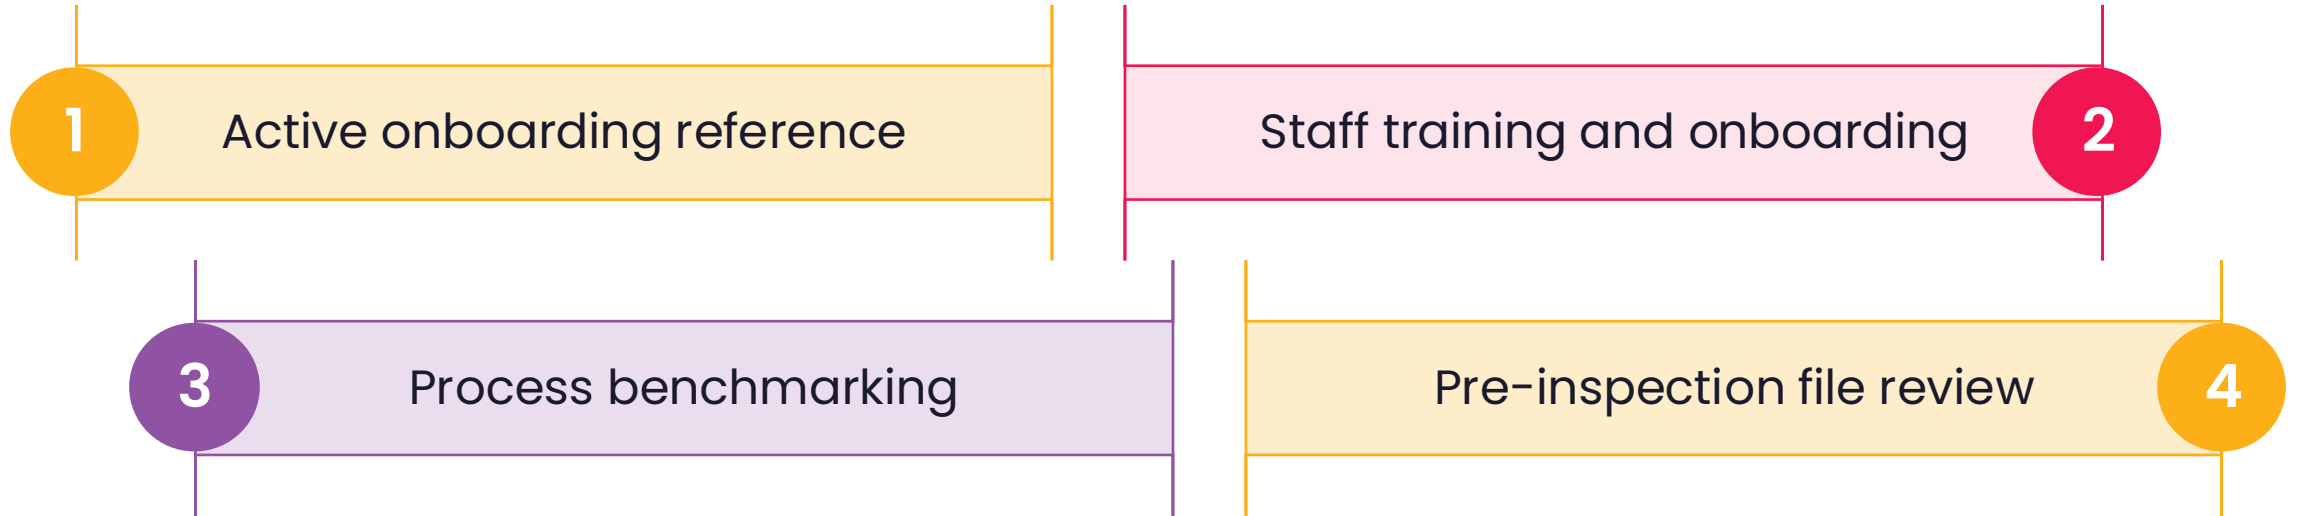 1 Active onboarding reference
Staff training and onboarding 2
3 Process benchmarking
Pre-inspection file review 4